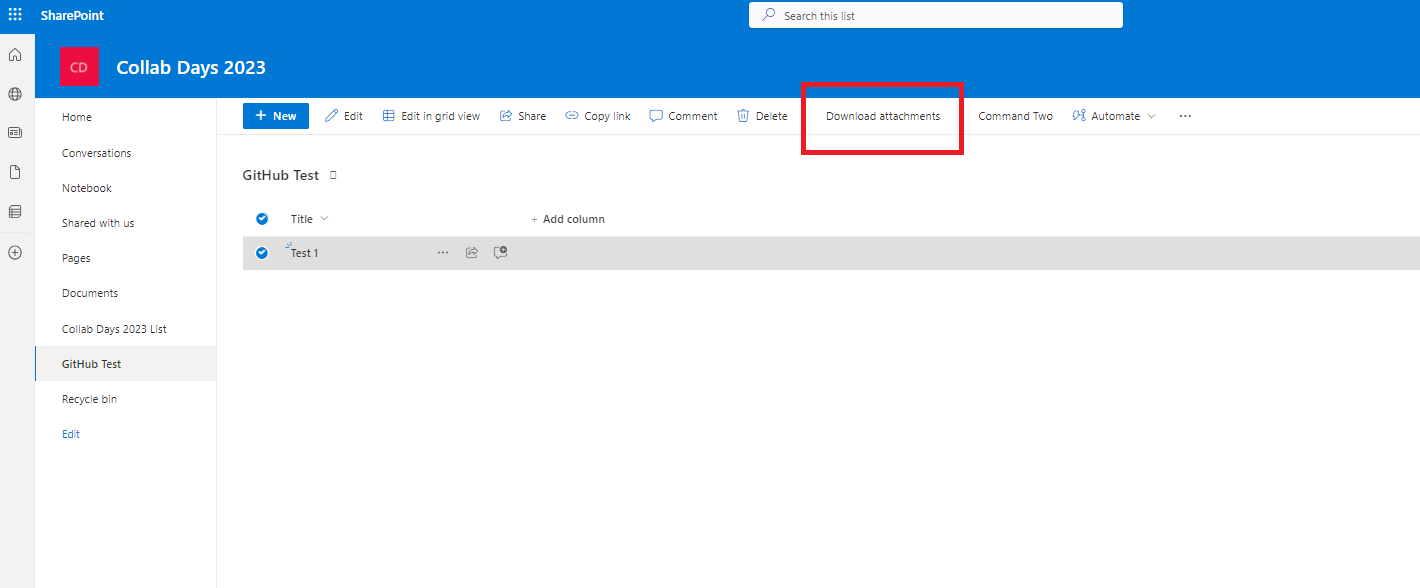 SharePoint
Search this list
CD
Collab Days 2023
Home
Conversations
Notebook
Shared with us
Pages
Documents
Collab Days 2023 List
GitHub Test
Recycle bin
Edit
+ New Edit Edit in grid view Share Copy link Comment Delete Download attachments Command Two Automate ...
GitHub Test
Title + Add column
Test 1 ...